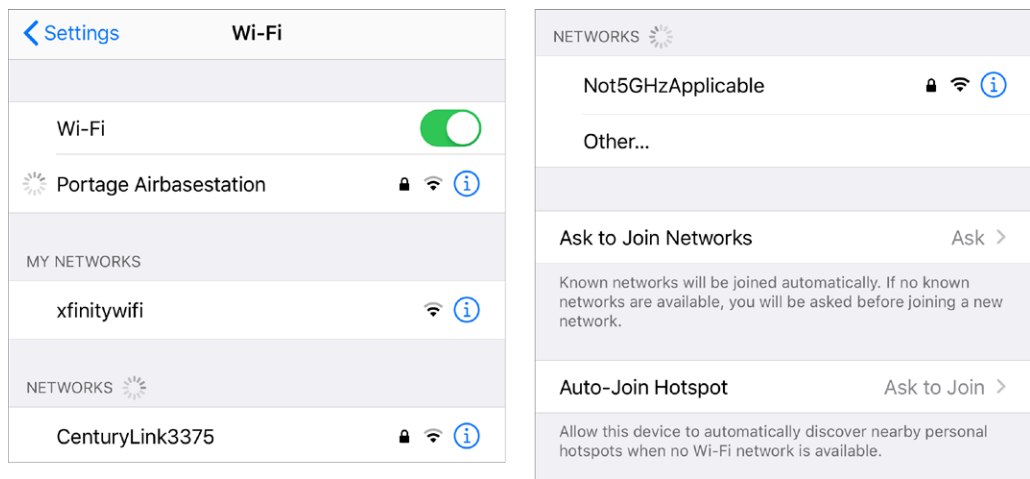 Settings
Wi-Fi
Wi-Fi
Portage Airbasestation
MY NETWORKS
xfinitywifi
NETWORKS
CenturyLink3375
NETWORKS
Not5GHzApplicable
Other...
Ask to Join Networks Ask
Known networks will be joined automatically. If no known
networks are available, you will be asked before joining a new
network.
Auto-Join Hotspot Ask to Join
Allow this device to automatically discover nearby personal
hotspots when no Wi-Fi network is available.